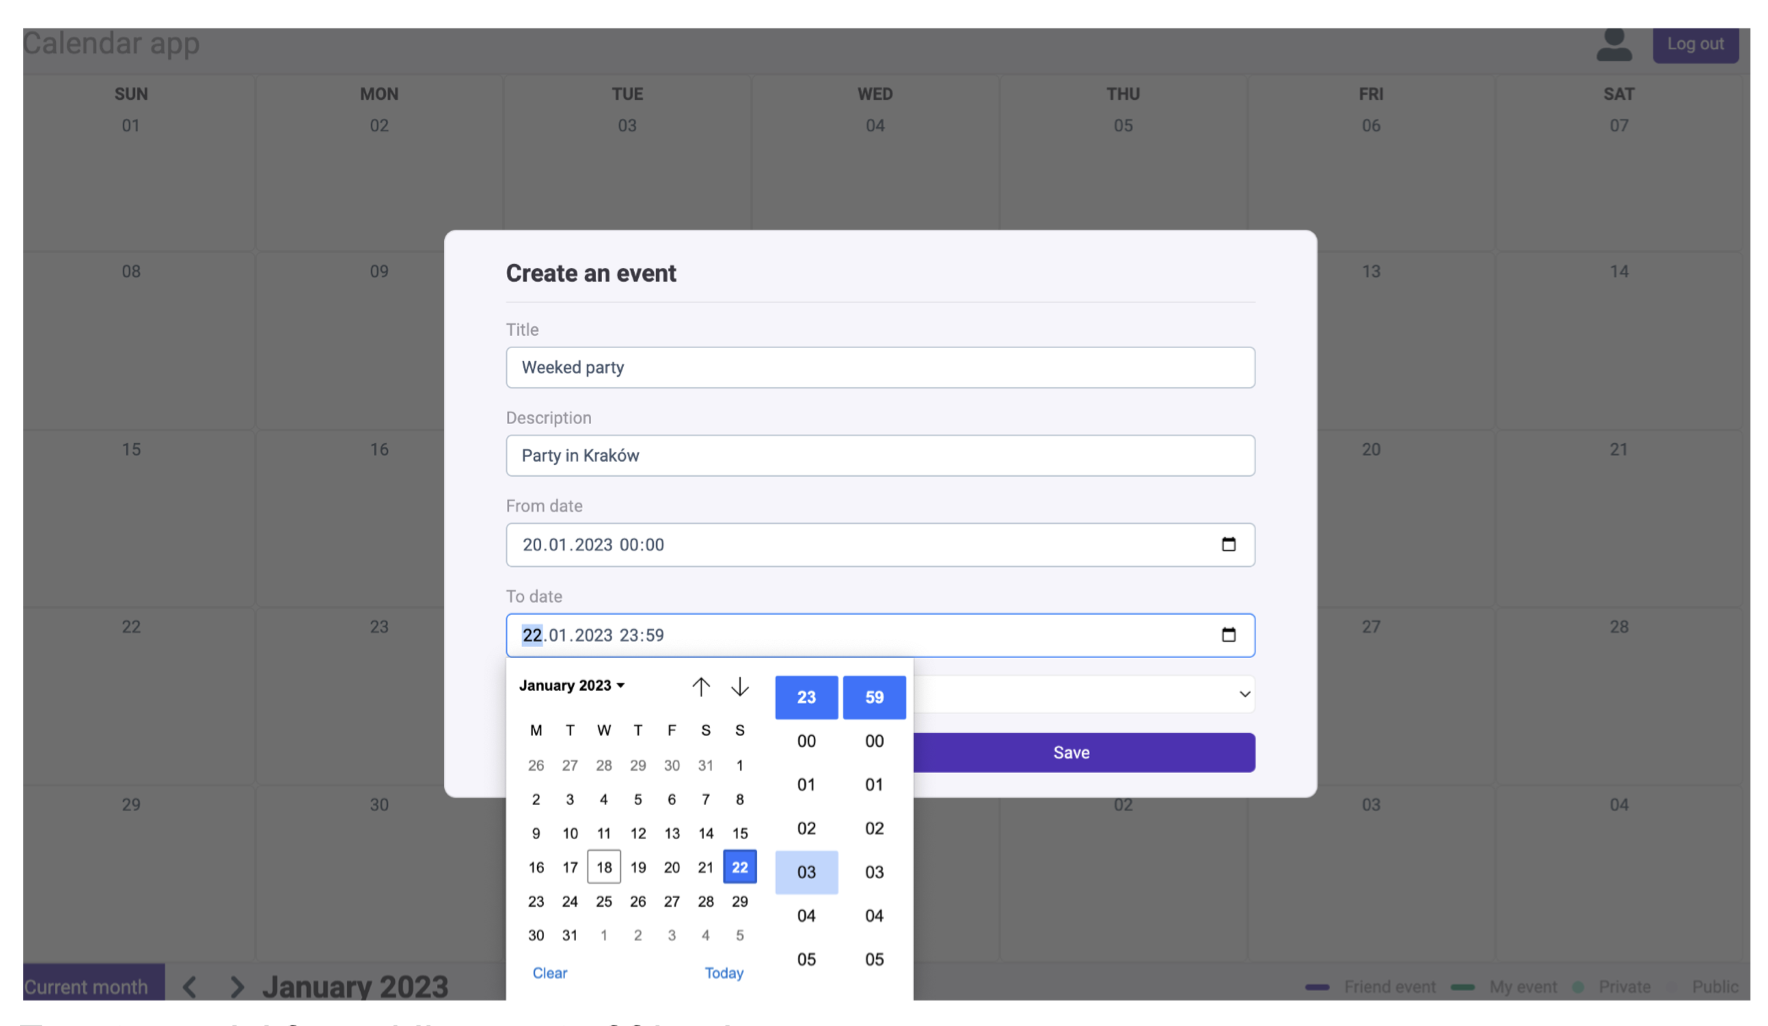 Calendar app
Log out
SUN MON TUE WED THU FRI SAT
01 02 03 04 05 06 07
08 09 13 14
15 16 20 21
22 23 27 28
29 30 02 03 04
Create an event
Title
Weeked party
Description
Party in Kraków
From date
20.01.2023 00:00
To date
22.01.2023 23:59
January 2023
M T W T F S S
26 27 28 29 30 31 1
2 3 4 5 6 7 8
9 10 11 12 13 14 15
16 17 18 19 20 21 22
23 24 25 26 27 28 29
30 31 1 2 3 4 5
Clear Today
23 59
00 00
01 01
02 02
03 03
04 04
05 05
Save
Current month
January 2023
Friend event My event Private Public